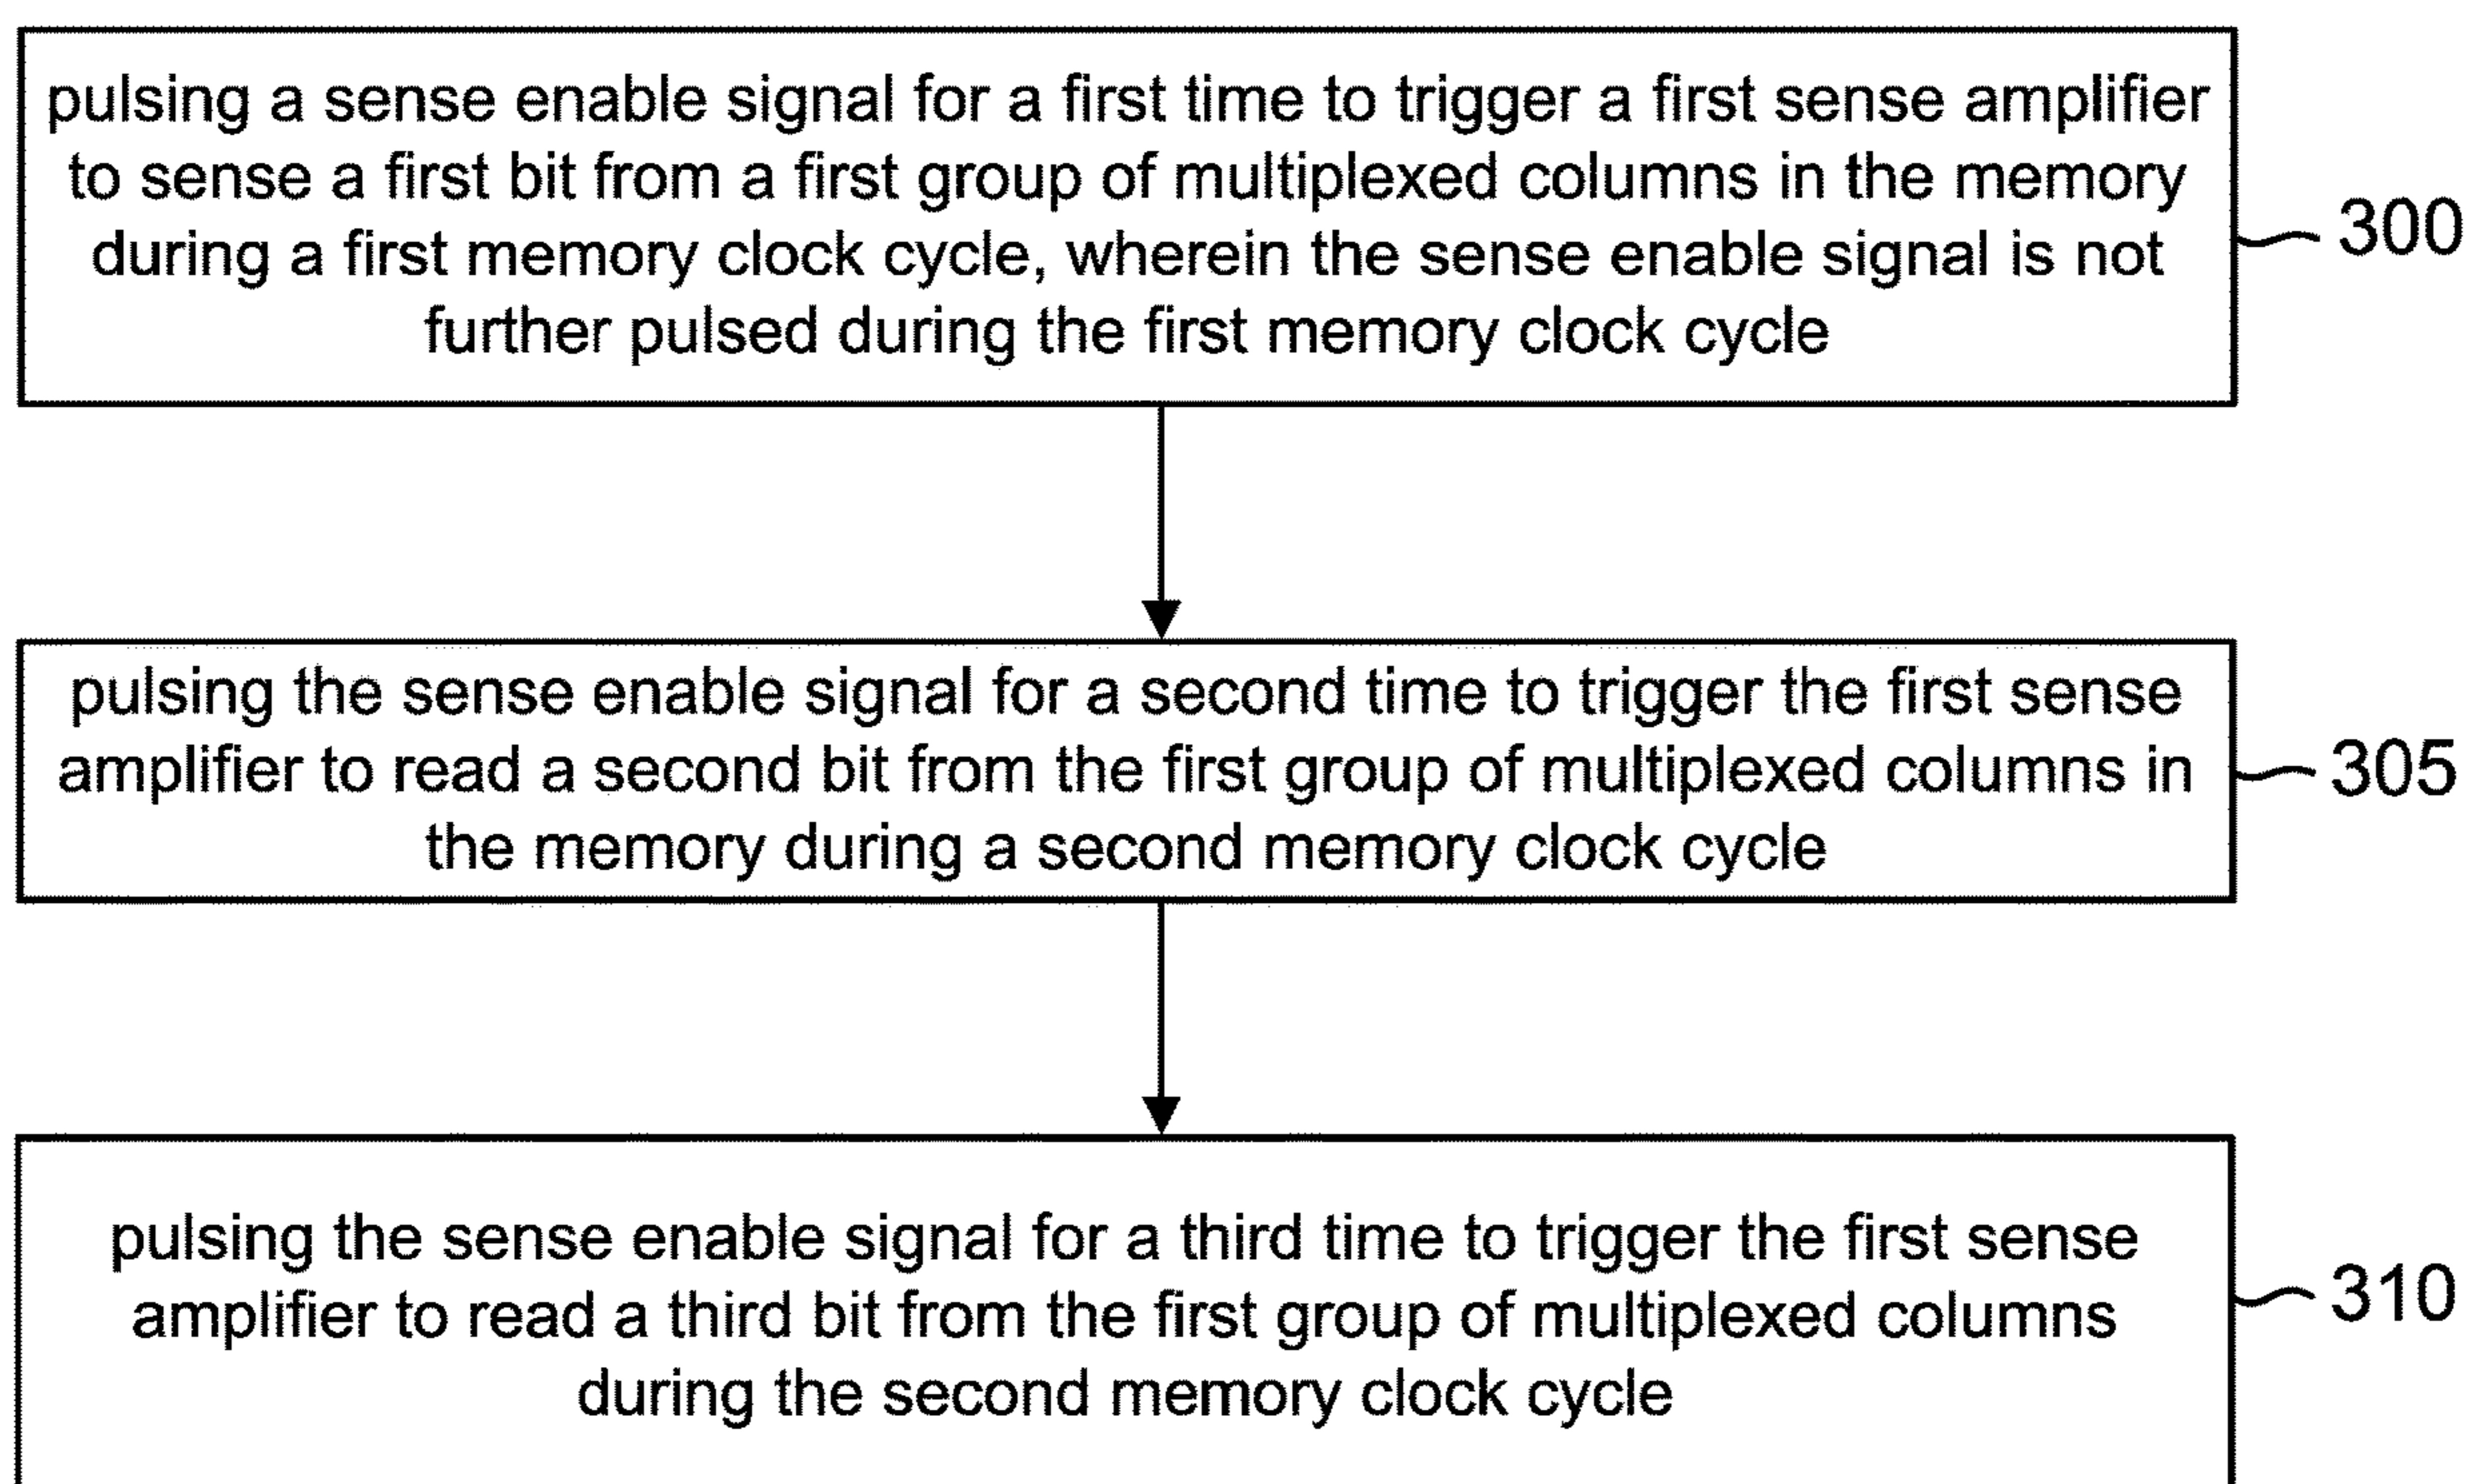 pulsing a sense enable signal for a first time to trigger a first sense amplifier
to sense a first bit from a first group of multiplexed columns in the memory
during a first memory clock cycle, wherein the sense enable signal is not
further pulsed during the first memory clock cycle
300
pulsing the sense enable signal for a second time to trigger the first sense
amplifier to read a second bit from the first group of multiplexed columns in
the memory during a second memory clock cycle
305
pulsing the sense enable signal for a third time to trigger the first sense
amplifier to read a third bit from the first group of multiplexed columns
during the second memory clock cycle
310